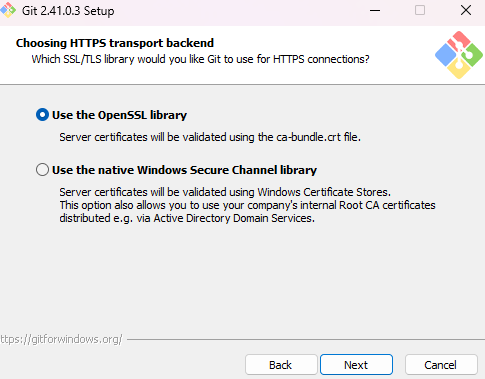 Git 2.41.0.3 Setup
Choosing HTTPS transport backend
Which SSL/TLS library would you like Git to use for HTTPS connections?
Use the OpenSSL library
Server certificates will be validated using the ca-bundle.crt file.
Use the native Windows Secure Channel library
Server certificates will be validated using Windows Certificate Stores.
This option also allows you to use your company's internal Root CA certificates
distributed e.g. via Active Directory Domain Services.
ttps://gitforwindows.org/
Back Next Cancel